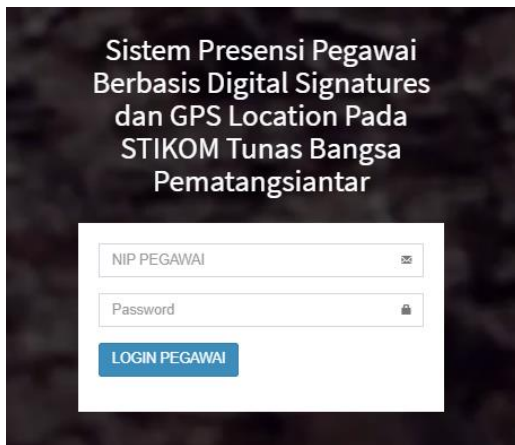 Sistem Presensi Pegawai
Berbasis Digital Signatures
dan GPS Location Pada
STIKOM Tunas Bangsa
Pematangsiantar
NIP PEGAWAI
Password
LOGIN PEGAWAI